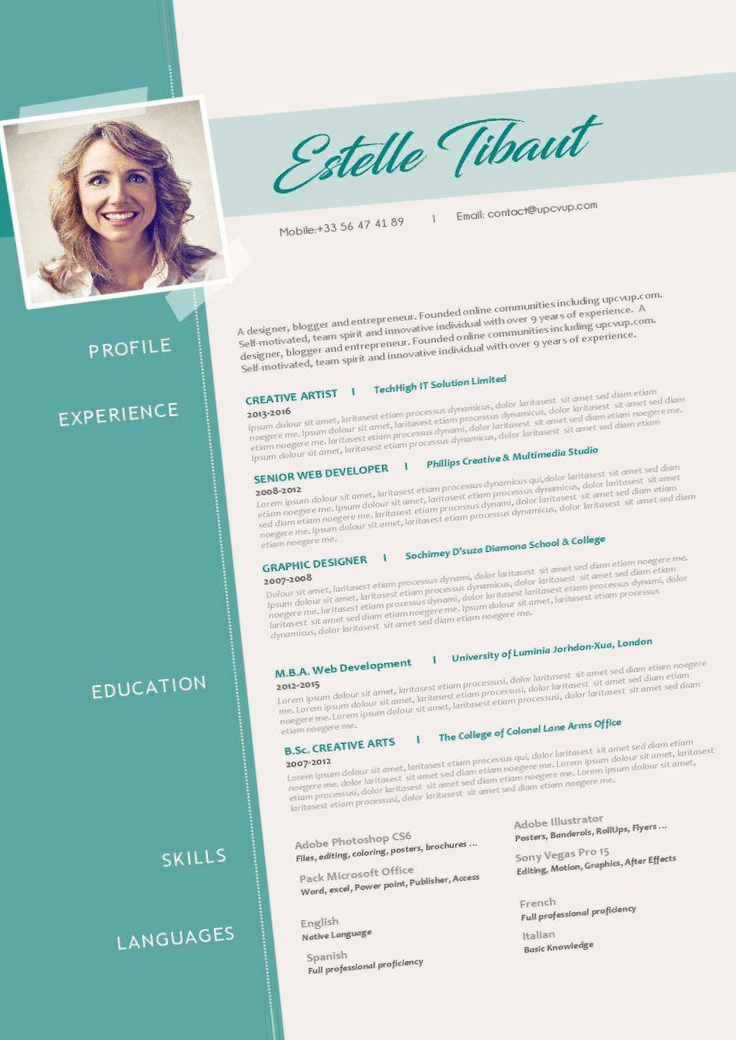 Estelle Tibaut
Mobile:+33 56 47 41 89 | Email: contact@upcvup.com
PROFILE
A designer, blogger and entrepreneur. Founded online communities including upcvup.com.
Self-motivated, team spirit and innovative individual with over 9 years of experience. A
designer, blogger and entrepreneur. Founded online communities including upcvup.com.
Self-motivated, team spirit and innovative individual with over 9 years of experience.
EXPERIENCE
CREATIVE ARTIST | TechHigh IT Solution Limited
2013-2016
Ipsum dolour sit amet, laritasest etiam processus dynamicus, dolor laritasest sit amet sed diam etiam
noegere me. Ipsum dolour sit amet, laritasest etiam processus dynamicus, dolor laritasest sit amet sed diam
etiam noegere me. laritasest etiam processus dynami, dolor laritasest sit amet sed diam etiam noegere me.
Ipsum dolour sit amet, laritasest etiam processus dynamicus, dolor laritasest sit amet sed diam etiam
SENIOR WEB DEVELOPER | Phillips Creative & Multimedia Studio
2008-2012
Lorem ipsum dolour sit amet, laritasest etiam processus dynamicus qui,dolor laritasest sit amet sed diam
etiam noegere me. Ipsum dolour sit amet, laritasest etiam processus dynamicus, dolor laritasest sit amet
sed diam etiam noegere me. laritasest etiam processus dynami, dolor laritasest sit amet sed diam etiam
noegere me. Ipsum dolour sit amet, laritasest etiam processus dynamicus, dolor laritasest sit amet sed diam
etiam noegere me.
GRAPHIC DESIGNER | Sochimey D'suza Diamona School & College
2007-2008
Dolour sit amet, laritasest etiam processus dynami, dolor laritasest sit amet sed diam etiam noegere me.
Ipsum dolour sit amet, laritasest etiam processus dynamicus, dolor laritasest sit amet sed diam etiam
noegere me. laritasest etiam processus dynami, dolor laritasest etiam processus dynami, dolor
laritasest sit amet sed diam etiam noegere me. Ipsum dolour sit amet, laritasest etiam processus
dynamicus, dolor laritasest sit amet sed diam etiam noegere me.
EDUCATION
M.B.A. Web Development | University of Luminia Jorhdon-Xua, London
2012-2015
Lorem ipsum dolour sit amet, laritasest etiam processusi, dolor laritasest sit amet sed diam etiam noegere
me. Lorem ipsum dolour sit amet, laritasest etiam processusi, dolor laritasest sit amet sed diam etiam
noegere me. Lorem ipsum dolour sit amet, laritasest etiam processusi, dolor laritasest sit amet sed diam
etiam noegere me.
B.Sc. CREATIVE ARTS | The College of Colonel Lane Arms Office
2007-2012
Lorem ipsum dolour sit amet, laritasest etiam processus qui, dolor laritasest sit amet sed diam etiam
noegere me. dolor laritasest sit amet sed diam etiam noegere me. Lorem ipsum dolour sit amet, laritasest
etiam processusi, dolor laritasest sit amet sed diam etiam noegere me. Lorem ipsum dolour sit amet,
laritasest etiam processusi, dolor laritasest sit amet sed diam etiam noegere me.
SKILLS
Adobe Photoshop CS6
Files, editing, coloring, posters, brochures ...
Pack Microsoft Office
Word, excel, Power point, Publisher, Access
Adobe Illustrator
Posters, Banderols, RollUps, Flyers ...
Sony Vegas Pro 15
Editing, Motion, Graphics, After Effects
LANGUAGES
English
Native Language
Spanish
Full professional proficiency
French
Full professional proficiency
Italian
Basic Knowledge